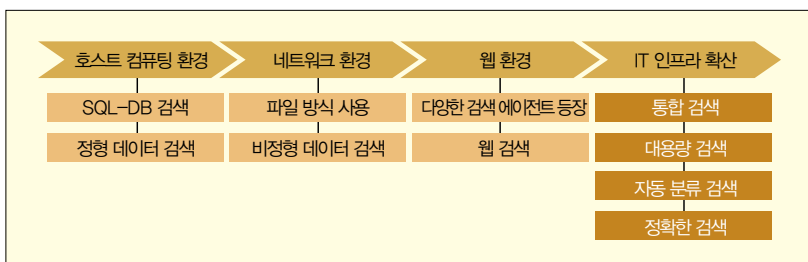 호스트 컴퓨팅 환경
네트워크 환경
웹 환경
IT 인프라 확산
SQL-DB 검색
파일 방식 사용
다양한 검색 에이전트 등장
통합 검색
정형 데이터 검색
비정형 데이터 검색
웹 검색
대용량 검색
자동 분류 검색
정확한 검색